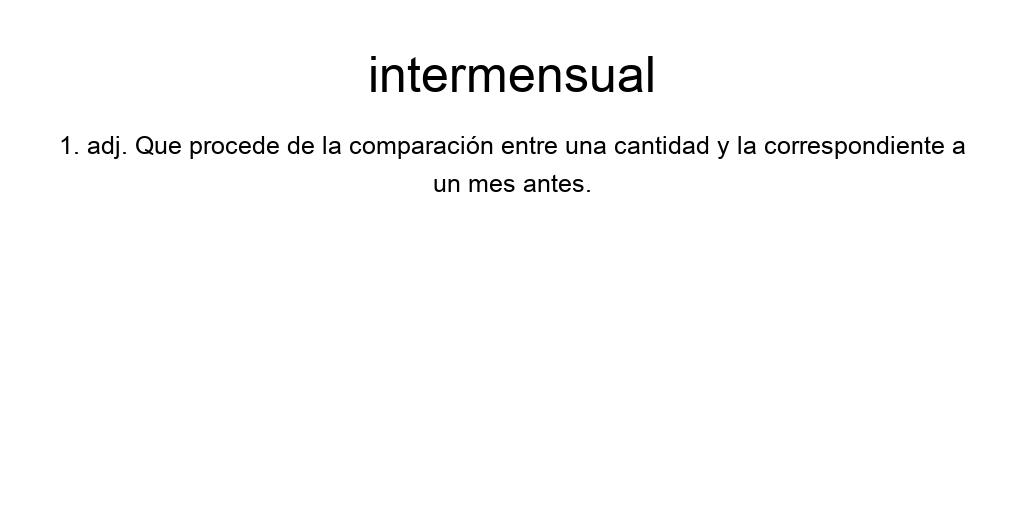 intermensual
1. adj. Que procede de la comparación entre una cantidad y la correspondiente a
un mes antes.